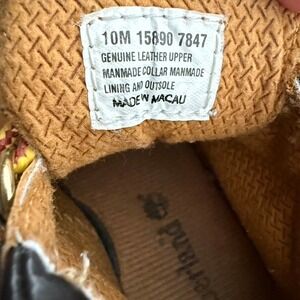 10M 15890 7847
GENUINE LEATHER UPPER
MANMADE COLLAR MANMADE
LINING AND OUTSOLE
MADE IN MACAU